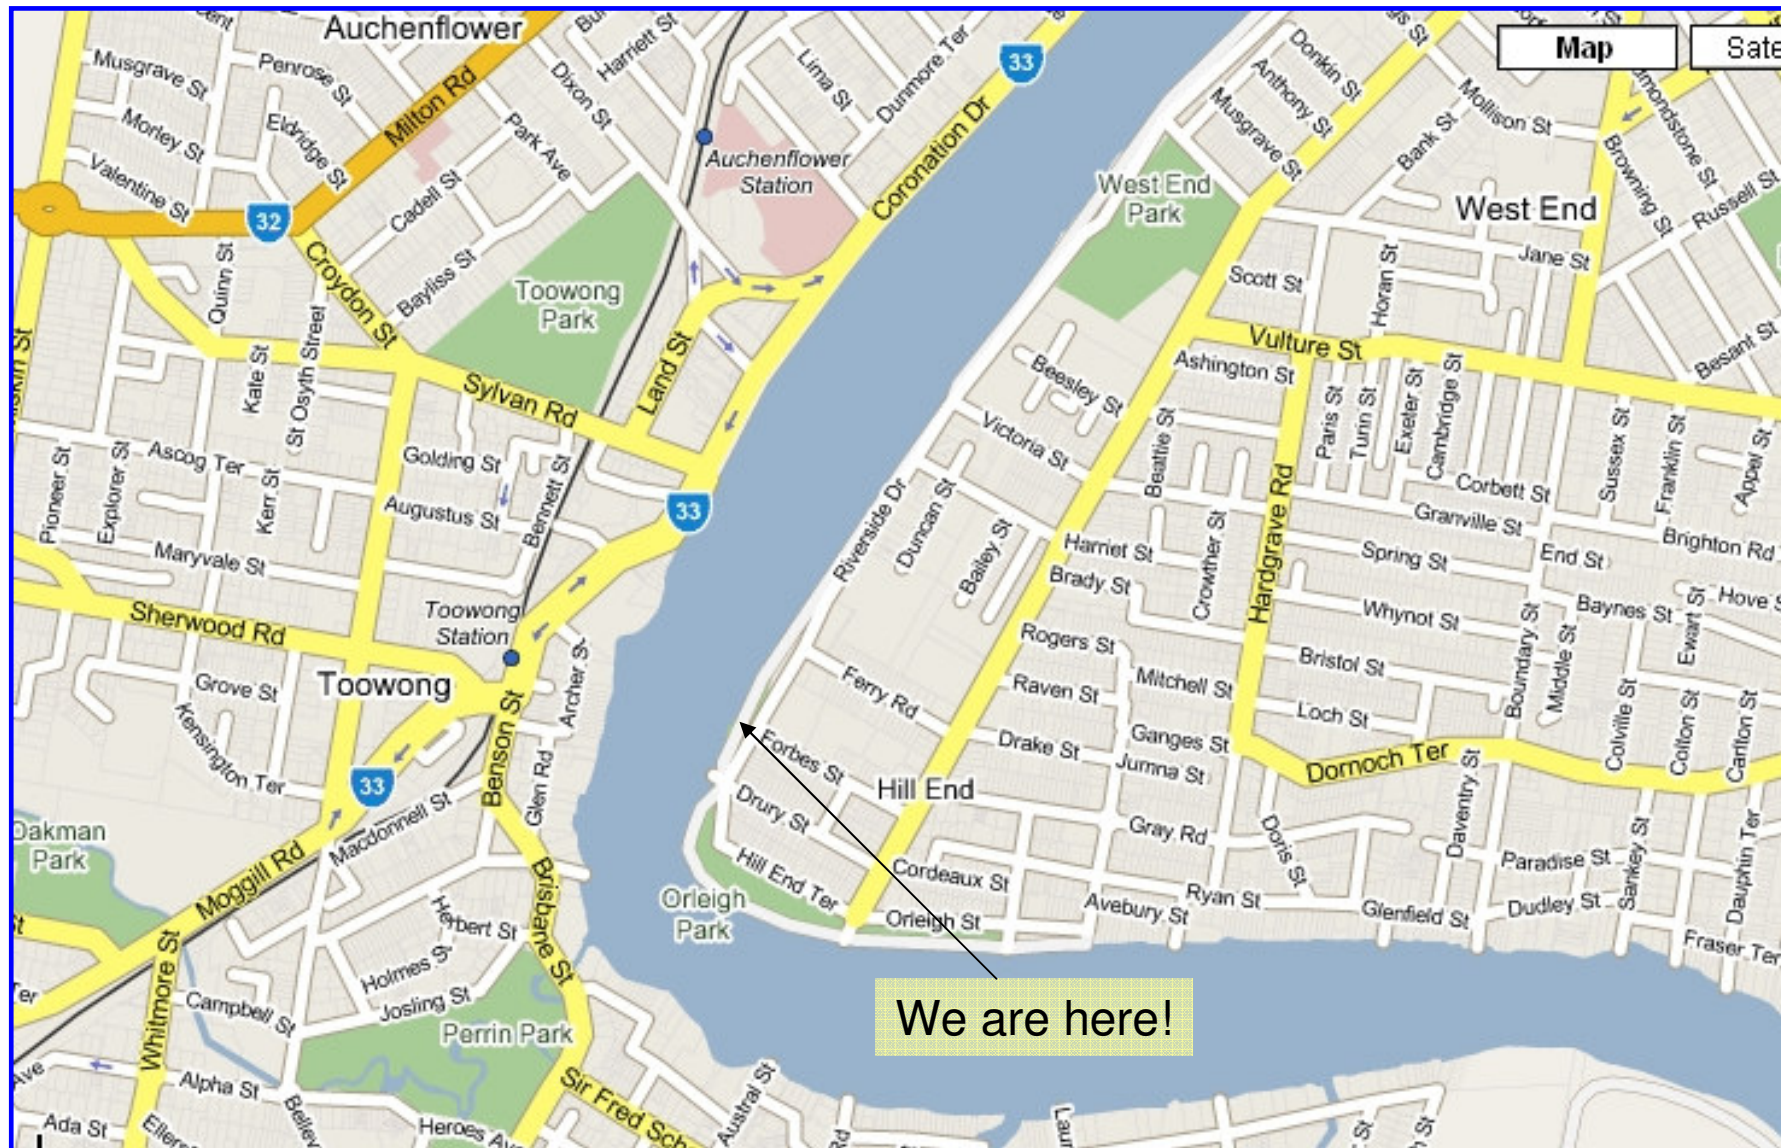 Auchenflower
Map
Sate
Musgrave St
Penrose St
Harriett St
Lima St
Dunmore Ter
33
Donkin St
Anthony St
Musgrave St
Mollison St
Bank St
Morley St
Eldridge St
Milton Rd
Dixon St
Park Ave
Auchenflower
Station
Coronation Dr
Browning St
Russell St
Valentine St
Cadell St
West End
Park
West End
32
Quinn St
Croydon St
Bayliss St
Toowong
Park
Scott St
Horan St
Jane St
Vulture St
Besant St
Kate St
St Osyth Street
Sylvan Rd
Land St
Ashington St
Beesley St
Paris St
Turin St
Exeter St
Cambridge St
Sussex St
Franklin St
Appel St
Victoria St
Beattie St
Hardgrave Rd
Corbett St
Pioneer St
Explorer St
Ascog Ter
Kerr St
Golding St
Augustus St
Bennett St
33
Riverside Dr
Duncan St
Bailey St
Harriet St
Crowther St
Granville St
Spring St
End St
Brighton Rd
Maryvale St
Brady St
Whynot St
Baynes St
Ewart St
Hove S
Sherwood Rd
Toowong
Station
Rogers St
Bristol St
Boundary St
Middle St
Grove St
Toowong
Archer St
Ferry Rd
Raven St
Mitchell St
Loch St
Colville St
Colton St
Carlton St
Kensington Ter
Benson St
Glen Rd
Forbes St
Drake St
Ganges St
Jumna St
Dornoch Ter
33
Hill End
Daventry St
Oakman
Park
Macdonnell St
Drury St
Gray Rd
Doris St
Paradise St
Sankey St
Dauphin Ter
Moggill Rd
Brisbane St
Hill End Ter
Cordeaux St
Ryan St
Orleigh
Park
Orleigh St
Avebury St
Glenfield St
Dudley St
Fraser Ter
Herbert St
Holmes St
Josling St
Whitmore St
Campbell St
Perrin Park
We are here!
Ave
Alpha St
Sir Fred Sch
Austral St
Ada St
Heroes Av